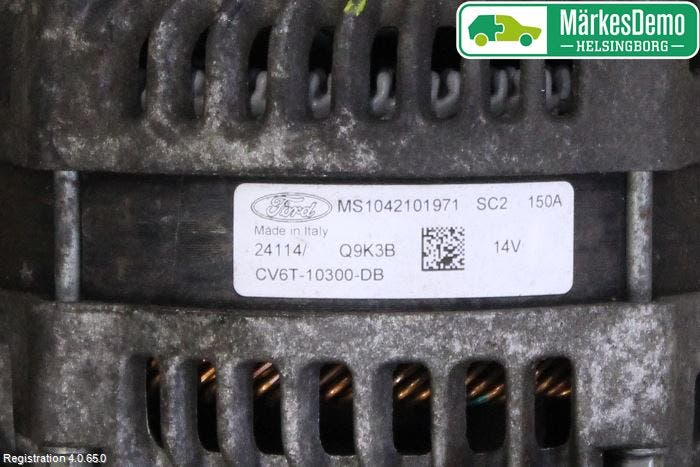 MärkesDemo
HELSINGBORG
Ford MS1042101971 SC2 150A
Made in Italy
24114/ Q9K3B 14V
CV6T-10300-DB
Registration 4.0.65.0